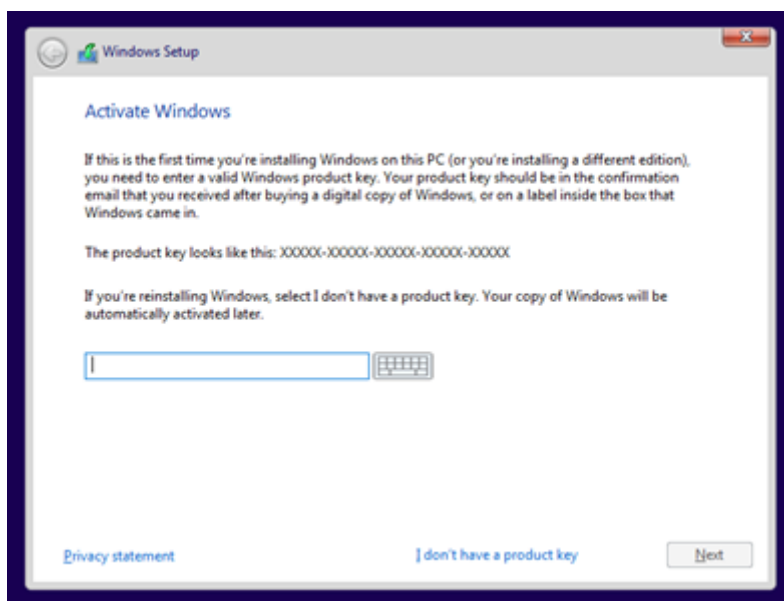 Windows Setup
Activate Windows
If this is the first time you're installing Windows on this PC (or you're installing a different edition),
you need to enter a valid Windows product key. Your product key should be in the confirmation
email that you received after buying a digital copy of Windows, or on a label inside the box that
Windows came in.
The product key looks like this: XXXXX-XXXXX-XXXXX-XXXXX-XXXXX
If you're reinstalling Windows, select I don't have a product key. Your copy of Windows will be
automatically activated later.
Privacy statement
I don't have a product key
Next